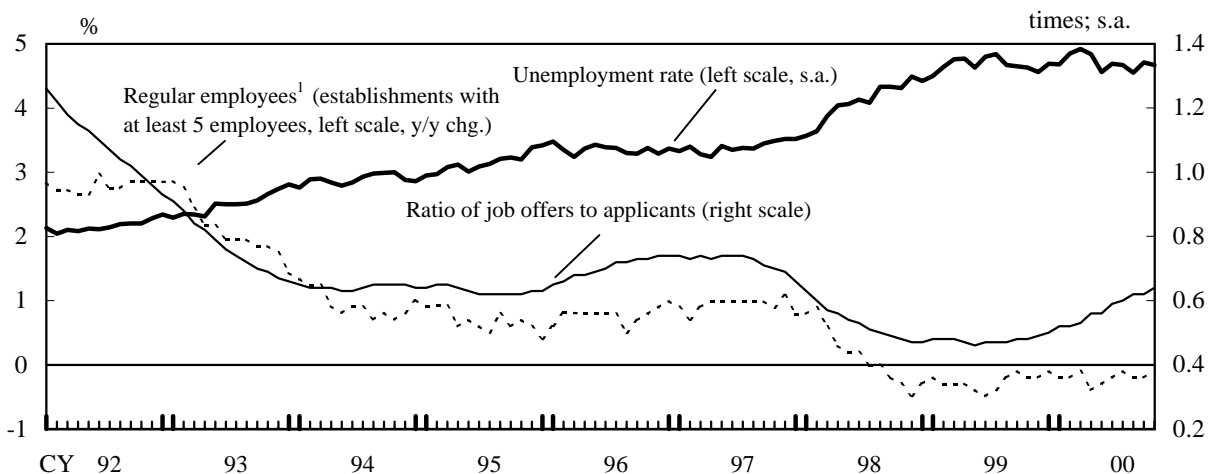 %
times; s.a.
5
4
3
2
1
0
-1
1.4
1.2
1.0
0.8
0.6
0.4
0.2
Unemployment rate (left scale, s.a.)
Regular employees¹ (establishments with
at least 5 employees, left scale, y/y chg.)
Ratio of job offers to applicants (right scale)
CY 92 93 94 95 96 97 98 99 00